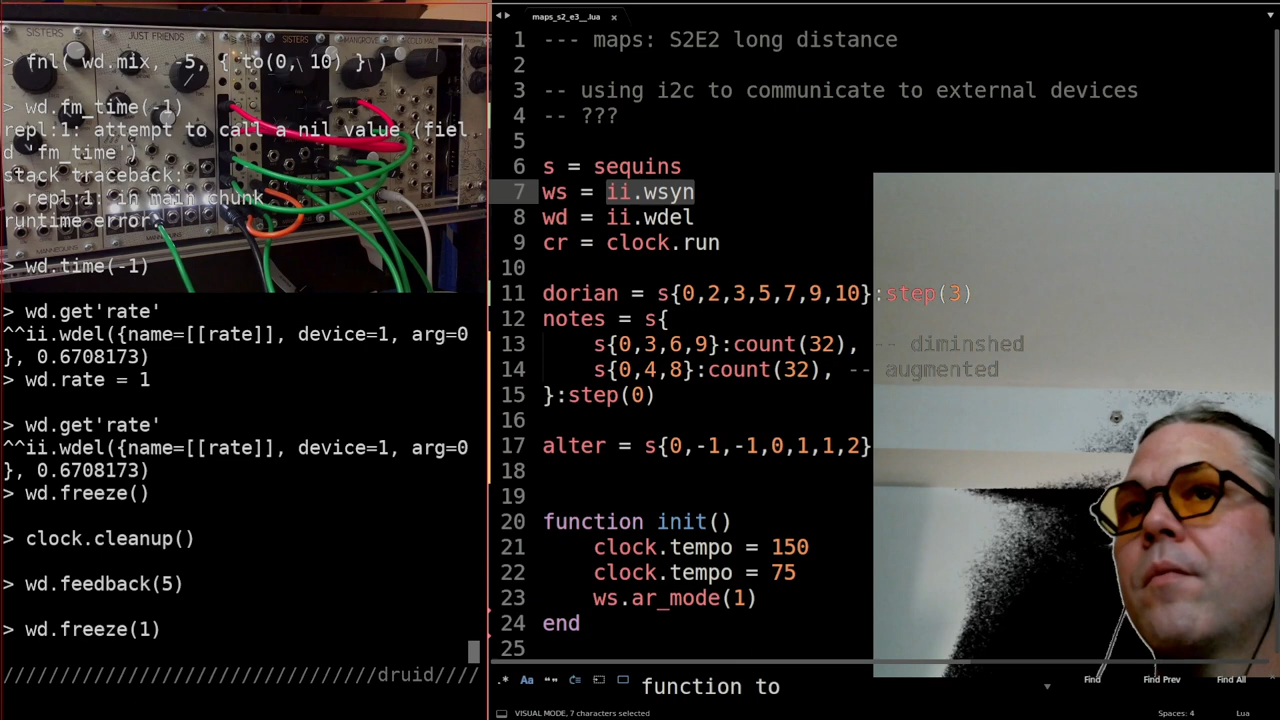 SISTERS
JUST FRIENDS
SISTERS
MANGROVE
> fnl( wd.mix, -5, { to(0, 10) } )
> wd.fm_time(-1)
repl:1: attempt to call a nil value (fiel
d 'fm_time')
stack traceback:
repl:1: in main chunk
runtime error
MANNEQUINS
> wd.time(-1)
> wd.get'rate'
^^ii.wdel({name=[[rate]], device=1, arg=0
}, 0.6708173)
> wd.rate = 1
> wd.get'rate'
^^ii.wdel({name=[[rate]], device=1, arg=0
}, 0.6708173)
> wd.freeze()
> clock.cleanup()
> wd.feedback(5)
> wd.freeze(1)
/////////////////////////////////druid////
maps_s2_e3__.lua ×
1 --- maps: S2E2 long distance
2
3 -- using i2c to communicate to external devices
4 -- ???
5
6 s = sequins
7 ws = ii.wsyn
8 wd = ii.wdel
9 cr = clock.run
10
11 dorian = s{0,2,3,5,7,9,10}:step(3)
12 notes = s{
13 s{0,3,6,9}:count(32), -- diminshed
14 s{0,4,8}:count(32), -- augmented
15 }:step(0)
16
17 alter = s{0,-1,-1,0,1,1,2}
18
19
20 function init()
21 clock.tempo = 150
22 clock.tempo = 75
23 ws.ar_mode(1)
24 end
25
.* Aa “” function to Find Find Prev Find All
VISUAL MODE, 7 characters selected Spaces: 4 Lua